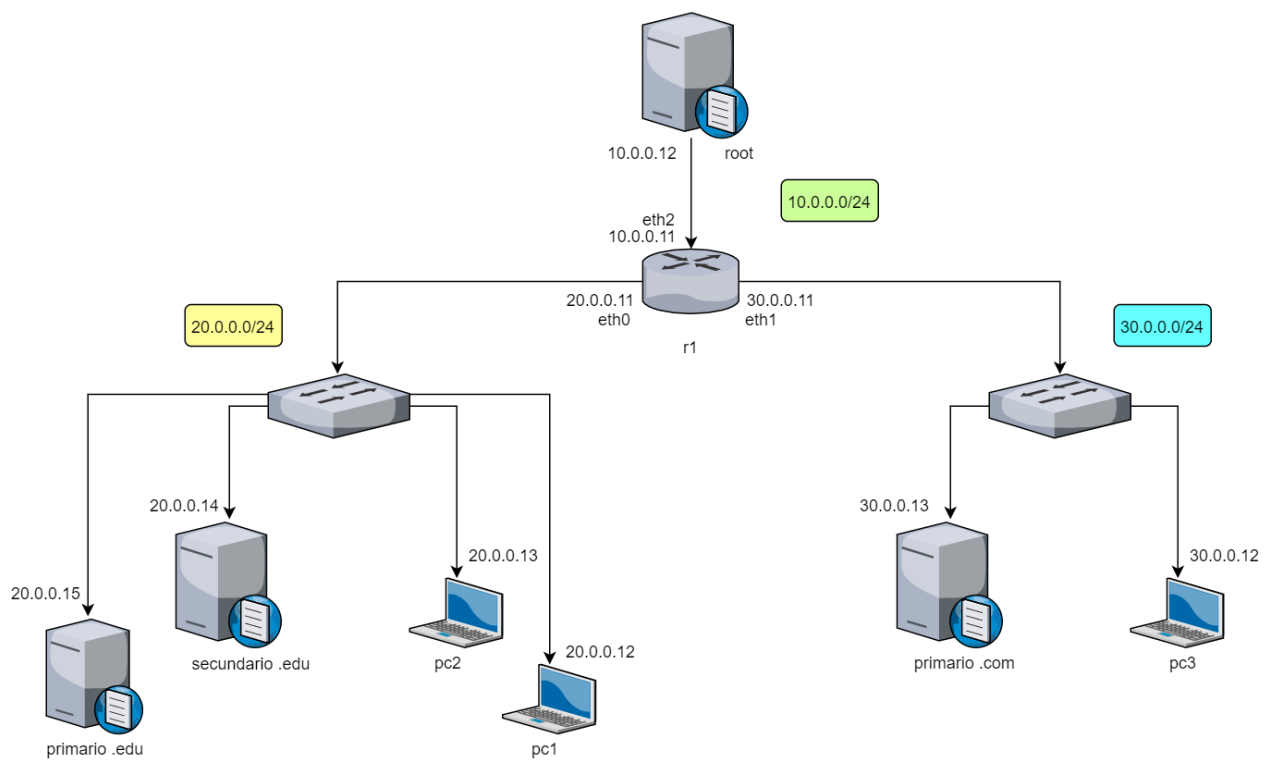 10.0.0.12
root
10.0.0.0/24
eth2
10.0.0.11
20.0.0.11
eth0
30.0.0.11
eth1
r1
20.0.0.0/24
30.0.0.0/24
20.0.0.14
30.0.0.13
20.0.0.13
30.0.0.12
20.0.0.15
secundario .edu
pc2
20.0.0.12
primario .com
pc3
primario .edu
pc1